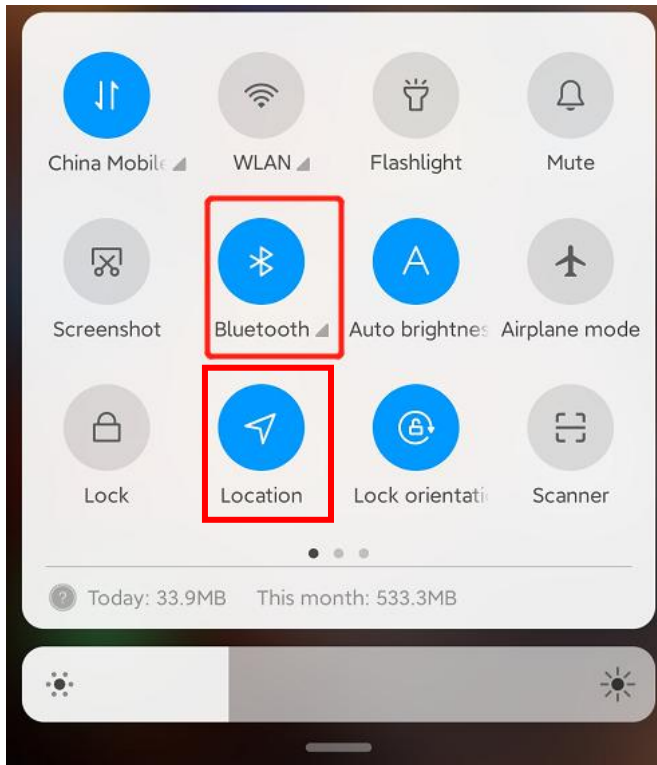 China Mobile WLAN Flashlight Mute
Screenshot Bluetooth Auto brightnes Airplane mode
Lock Location Lock orientati Scanner
Today: 33.9MB This month: 533.3MB